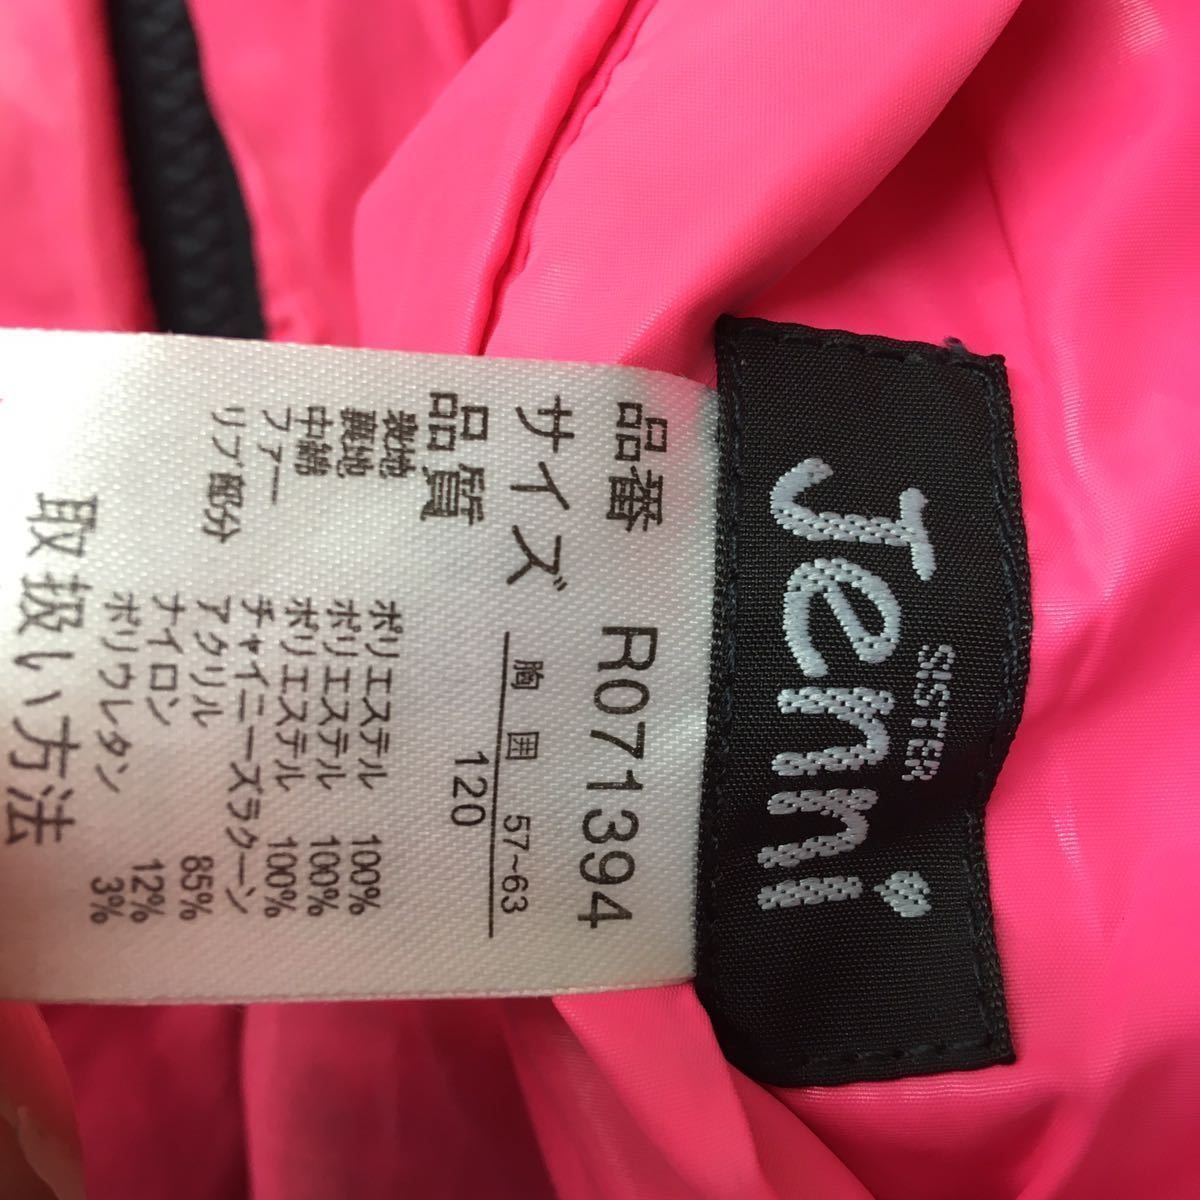 SISTER
Jenni
品番 R071394
サイズ 胸囲 57~63
120
品質
表地 ポリエステル 100%
裏地 ポリエステル 100%
中綿 ポリエステル 100%
ファー チャイニーズラクーン
リブ部分 アクリル 85%
ナイロン 12%
ポリウレタン 3%
取扱い方法